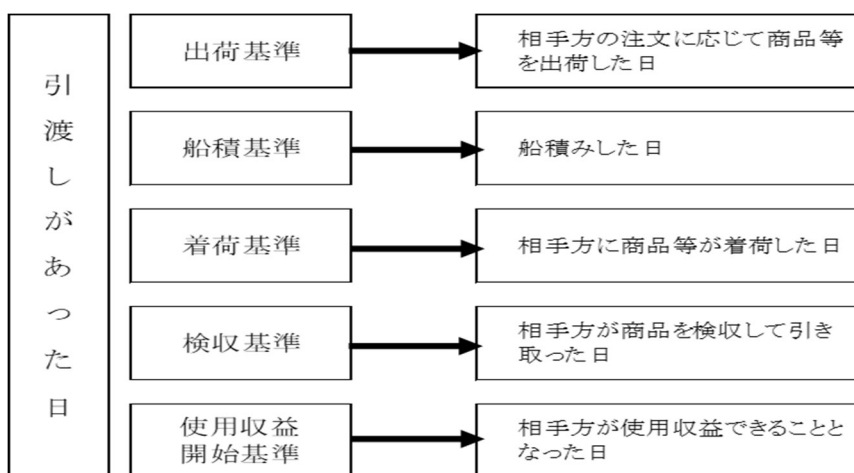 引渡しがあった日
出荷基準
相手方の注文に応じて商品等
を出荷した日
船積基準
船積みした日
着荷基準
相手方に商品等が着荷した日
検収基準
相手方が商品を検収して引き
取った日
使用収益
開始基準
相手方が使用収益できることと
なった日